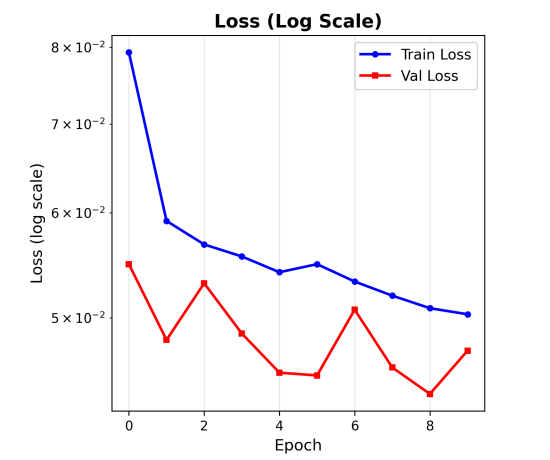 Loss (Log Scale)
Train Loss
Val Loss
8 × 10⁻²
7 × 10⁻²
6 × 10⁻²
5 × 10⁻²
Loss (log scale)
0 2 4 6 8
Epoch